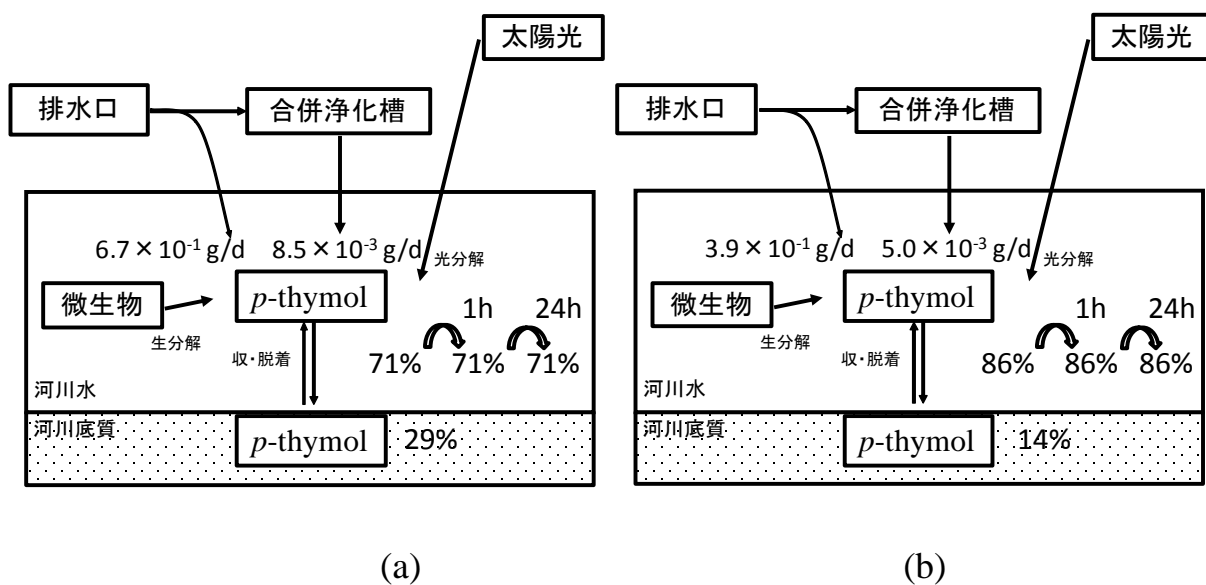 太陽光
排水口
合併浄化槽
6.7 × 10⁻¹ g/d
8.5 × 10⁻³ g/d
光分解
微生物
p-thymol
1h
24h
生分解
収・脱着
71%
71%
71%
河川水
河川底質
p-thymol
29%
(a)
太陽光
排水口
合併浄化槽
3.9 × 10⁻¹ g/d
5.0 × 10⁻³ g/d
光分解
微生物
p-thymol
1h
24h
生分解
収・脱着
86%
86%
86%
河川水
河川底質
p-thymol
14%
(b)